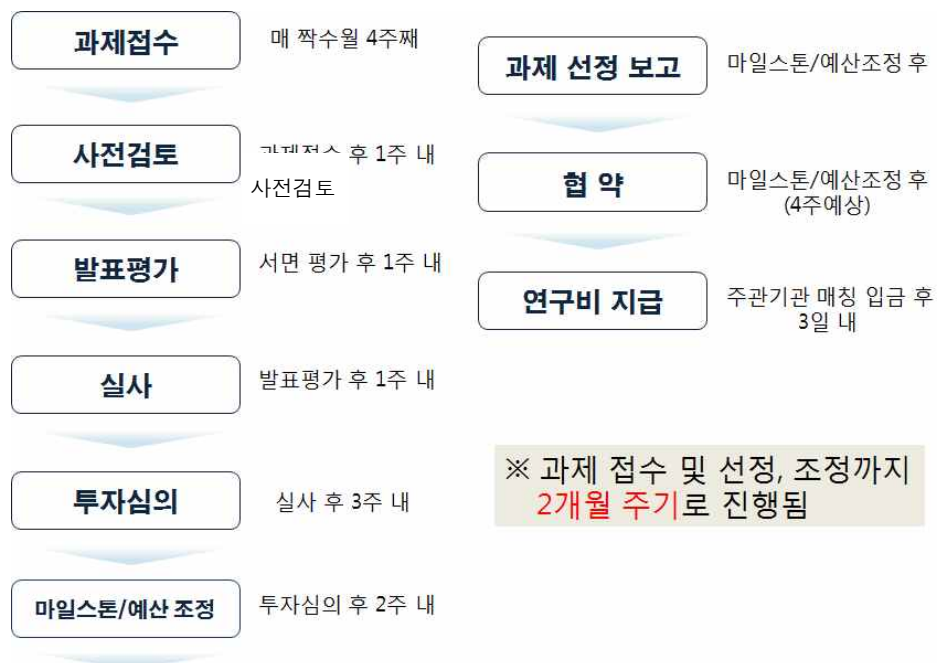 과제접수
매 짝수월 4주째
사전검토
후 1주 내
사전검토
발표평가
서면 평가 후 1주 내
실사
발표평가 후 1주 내
투자심의
실사 후 3주 내
마일스톤/예산 조정
투자심의 후 2주 내
과제 선정 보고
마일스톤/예산조정 후
협 약
마일스톤/예산조정 후
(4주예상)
연구비 지급
주관기관 매칭 입금 후
3일 내
※ 과제 접수 및 선정, 조정까지
2개월 주기로 진행됨